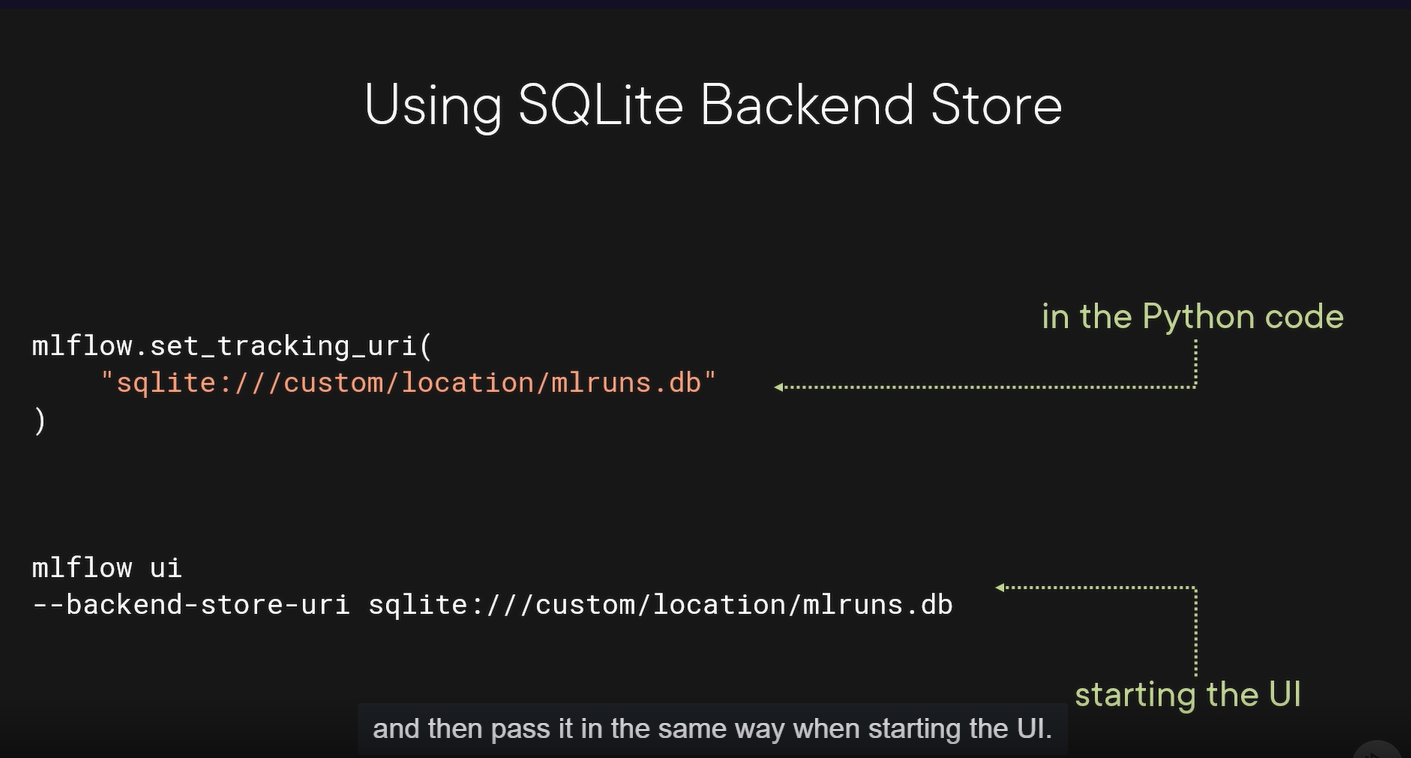 Using SQLite Backend Store
in the Python code
mlflow.set_tracking_uri(
    "sqlite:///custom/location/mlruns.db"
)
mlflow ui
--backend-store-uri sqlite:///custom/location/mlruns.db
starting the UI
and then pass it in the same way when starting the UI.